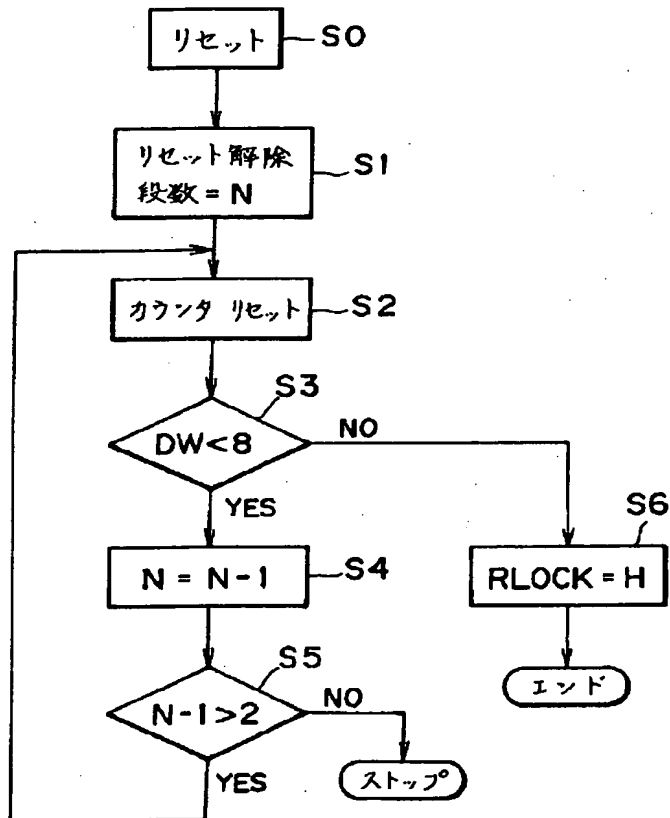 リセット
S0
リセット解除
段数=N
S1
カウンタ リセット
S2
S3
DW<8
NO
YES
S6
N=N-1
S4
RLOCK=H
S5
エンド
N-1>2
NO
YES
ストップ